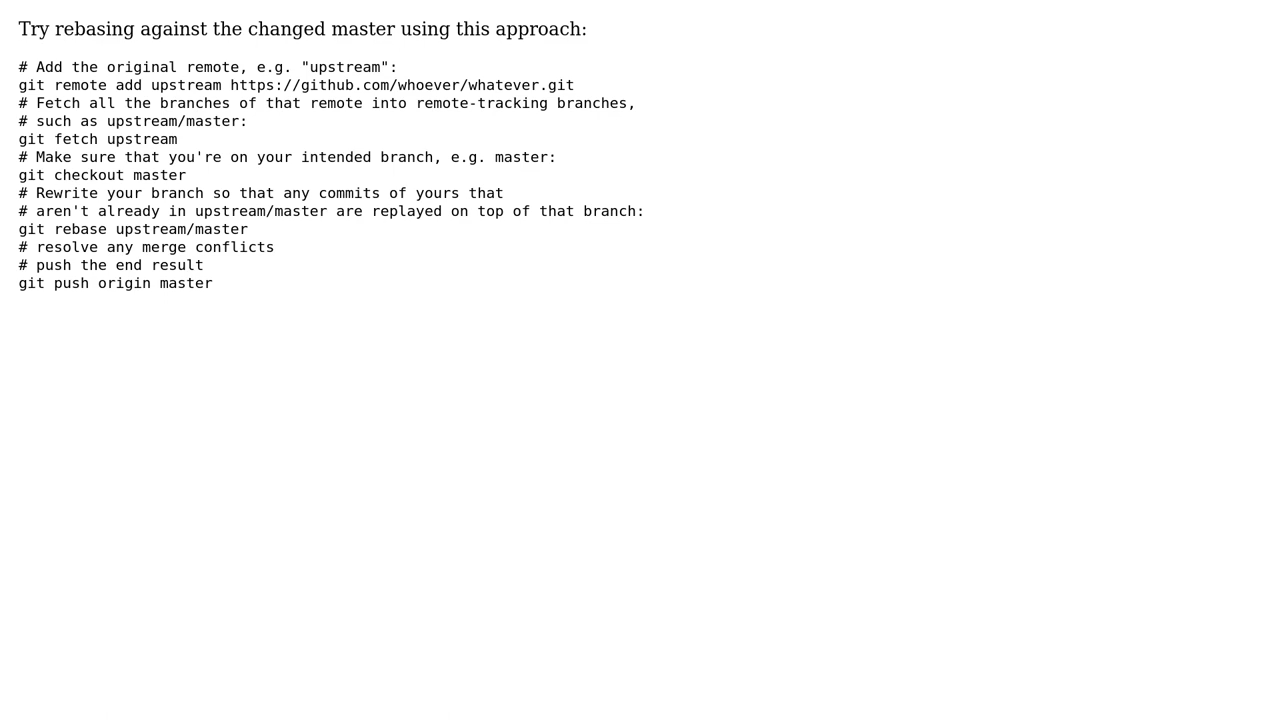 Try rebasing against the changed master using this approach:
# Add the original remote, e.g. "upstream":
git remote add upstream https://github.com/whoever/whatever.git
# Fetch all the branches of that remote into remote-tracking branches,
# such as upstream/master:
git fetch upstream
# Make sure that you're on your intended branch, e.g. master:
git checkout master
# Rewrite your branch so that any commits of yours that
# aren't already in upstream/master are replayed on top of that branch:
git rebase upstream/master
# resolve any merge conflicts
# push the end result
git push origin master